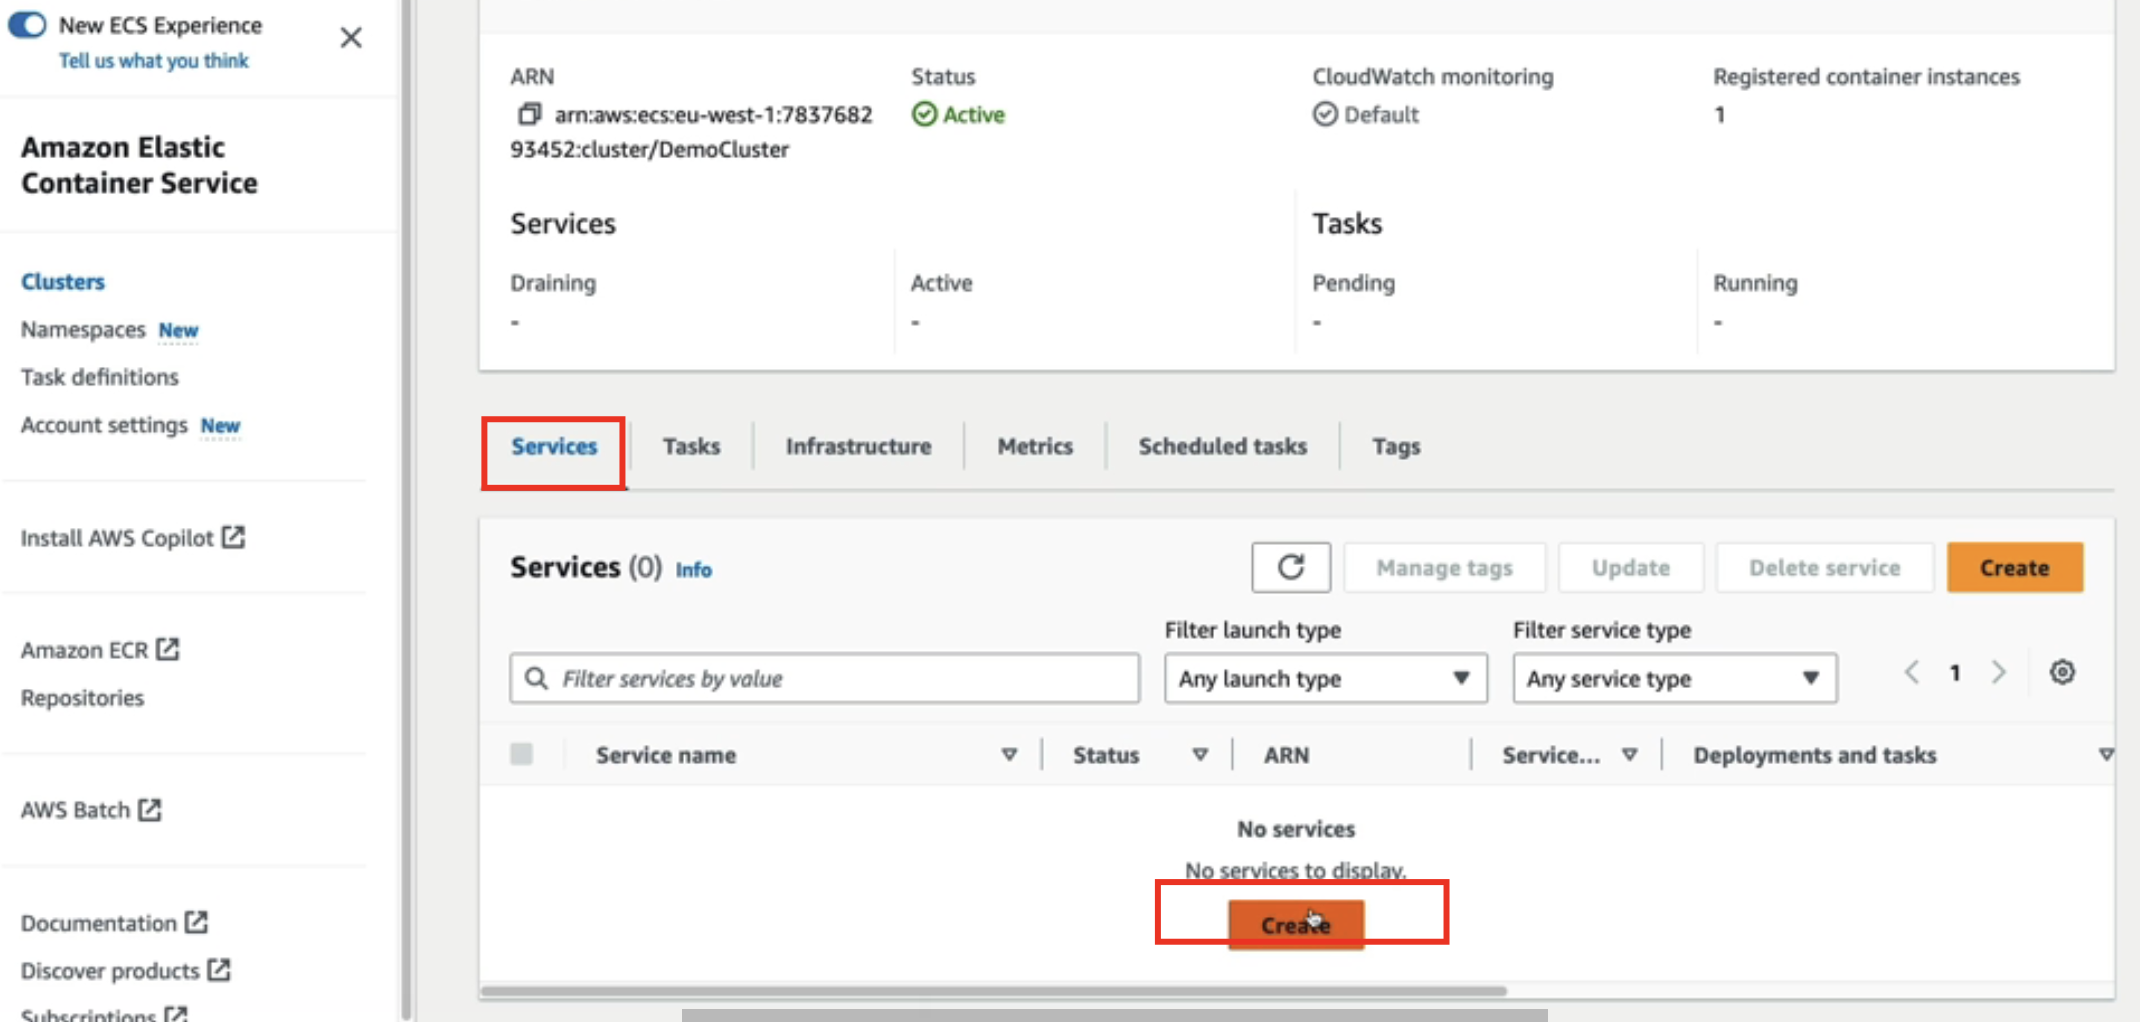 New ECS Experience
Tell us what you think
Amazon Elastic
Container Service
Clusters
Namespaces New
Task definitions
Account settings New
Install AWS Copilot
Amazon ECR
Repositories
AWS Batch
Documentation
Discover products
Subscriptions
ARN
arn:aws:ecs:eu-west-1:7837682
93452:cluster/DemoCluster
Status
Active
CloudWatch monitoring
Default
Registered container instances
1
Services
Draining
-
Active
-
Tasks
Pending
-
Running
-
Services Tasks Infrastructure Metrics Scheduled tasks Tags
Services (0) Info
Manage tags Update Delete service Create
Filter launch type Filter service type
Filter services by value Any launch type Any service type 1
Service name Status ARN Service... Deployments and tasks
No services
No services to display.
Create